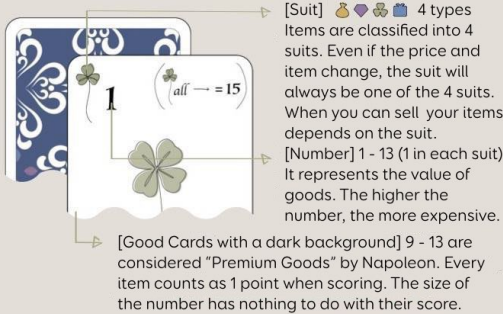 1
all → = 15
[Suit] 4 types
Items are classified into 4
suits. Even if the price and
item change, the suit will
always be one of the 4 suits.
When you can sell your items
depends on the suit.
[Number] 1 - 13 (1 in each suit)
It represents the value of
goods. The higher the
number, the more expensive.
[Good Cards with a dark background] 9 - 13 are
considered "Premium Goods" by Napoleon. Every
item counts as 1 point when scoring. The size of
the number has nothing to do with their score.